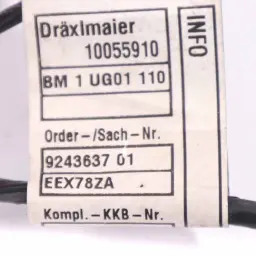 Dräxlmaier
10055910
BM 1 UG01 110
Order-/Sach-Nr.
9243637 01
EEX78ZA
Kompl.-KKB-Nr.
INFO